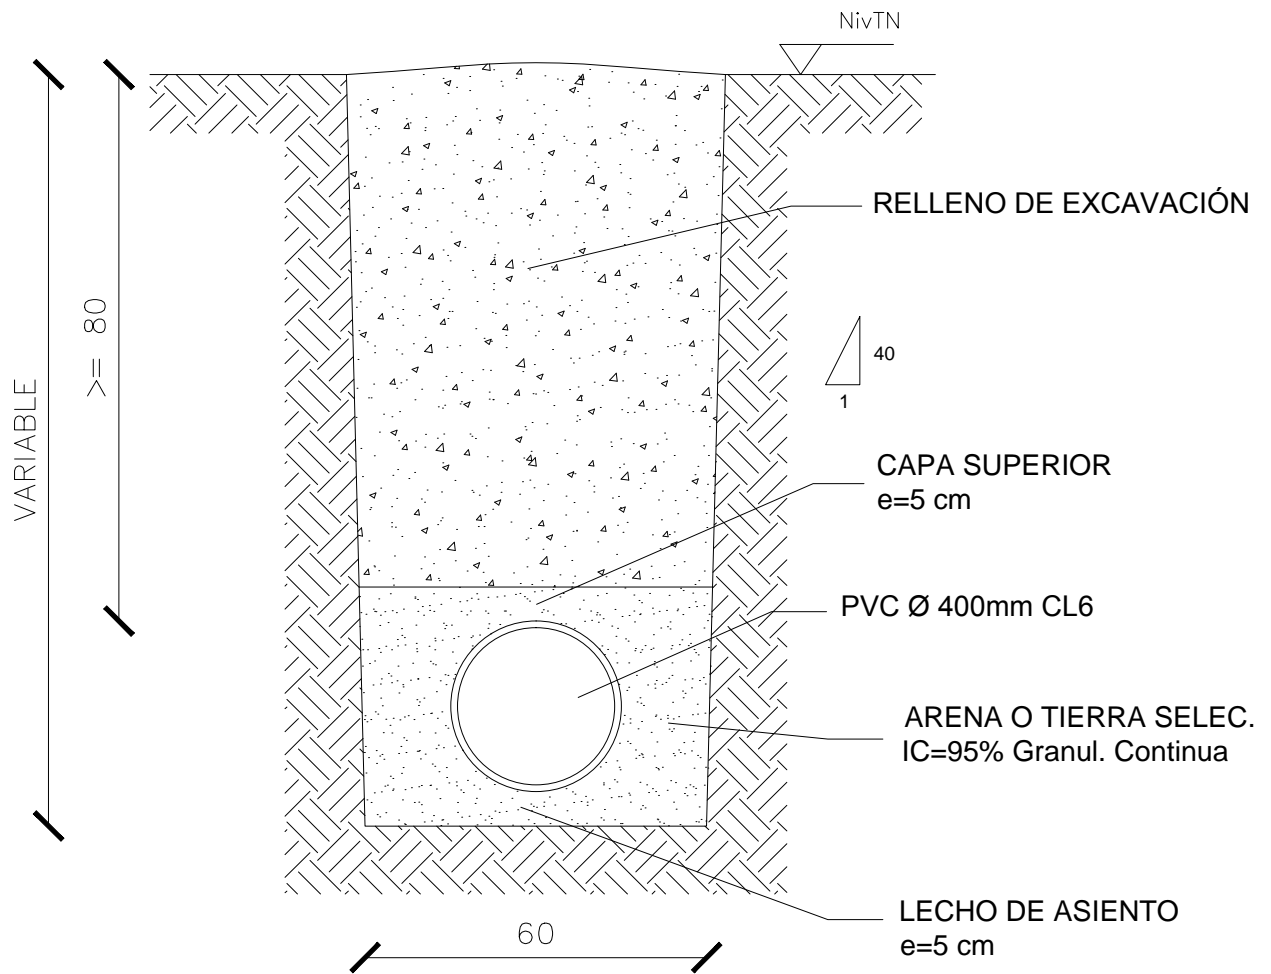 NivTN
RELLENO DE EXCAVACIÓN
>= 80
VARIABLE
40
1
CAPA SUPERIOR
e=5 cm
PVC Ø 400mm CL6
ARENA O TIERRA SELEC.
IC=95% Granul. Continua
LECHO DE ASIENTO
e=5 cm
60